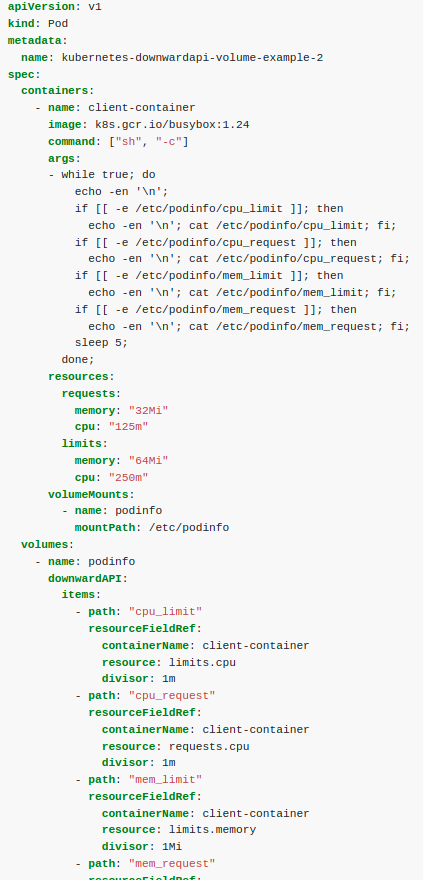 apiVersion: v1
kind: Pod
metadata:
  name: kubernetes-downwardapi-volume-example-2
spec:
  containers:
    - name: client-container
      image: k8s.gcr.io/busybox:1.24
      command: ["sh", "-c"]
      args:
      - while true; do
          echo -en '\n';
          if [[ -e /etc/podinfo/cpu_limit ]]; then
            echo -en '\n'; cat /etc/podinfo/cpu_limit; fi;
          if [[ -e /etc/podinfo/cpu_request ]]; then
            echo -en '\n'; cat /etc/podinfo/cpu_request; fi;
          if [[ -e /etc/podinfo/mem_limit ]]; then
            echo -en '\n'; cat /etc/podinfo/mem_limit; fi;
          if [[ -e /etc/podinfo/mem_request ]]; then
            echo -en '\n'; cat /etc/podinfo/mem_request; fi;
          sleep 5;
        done;
      resources:
        requests:
          memory: "32Mi"
          cpu: "125m"
        limits:
          memory: "64Mi"
          cpu: "250m"
      volumeMounts:
        - name: podinfo
          mountPath: /etc/podinfo
  volumes:
    - name: podinfo
      downwardAPI:
        items:
          - path: "cpu_limit"
            resourceFieldRef:
              containerName: client-container
              resource: limits.cpu
              divisor: 1m
          - path: "cpu_request"
            resourceFieldRef:
              containerName: client-container
              resource: requests.cpu
              divisor: 1m
          - path: "mem_limit"
            resourceFieldRef:
              containerName: client-container
              resource: limits.memory
              divisor: 1Mi
          - path: "mem_request"
            resourceFieldRef: